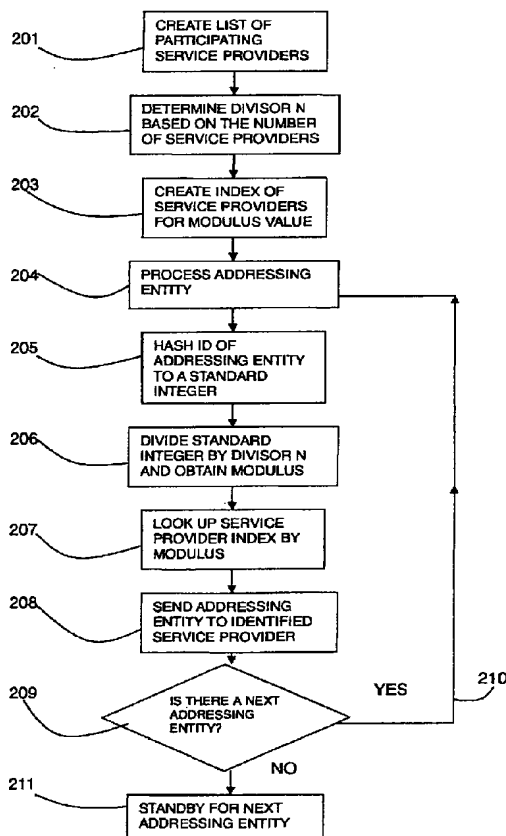 201
CREATE LIST OF
PARTICIPATING
SERVICE PROVIDERS
202
DETERMINE DIVISOR N
BASED ON THE NUMBER
OF SERVICE PROVIDERS
203
CREATE INDEX OF
SERVICE PROVIDERS
FOR MODULUS VALUE
204
PROCESS ADDRESSING
ENTITY
205
HASH ID OF
ADDRESSING ENTITY
TO A STANDARD
INTEGER
206
DIVIDE STANDARD
INTEGER BY DIVISOR N
AND OBTAIN MODULUS
207
LOOK UP SERVICE
PROVIDER INDEX BY
MODULUS
208
SEND ADDRESSING
ENTITY TO IDENTIFIED
SERVICE PROVIDER
209
IS THERE A NEXT
ADDRESSING
ENTITY?
YES
210
NO
211
STANDBY FOR NEXT
ADDRESSING ENTITY